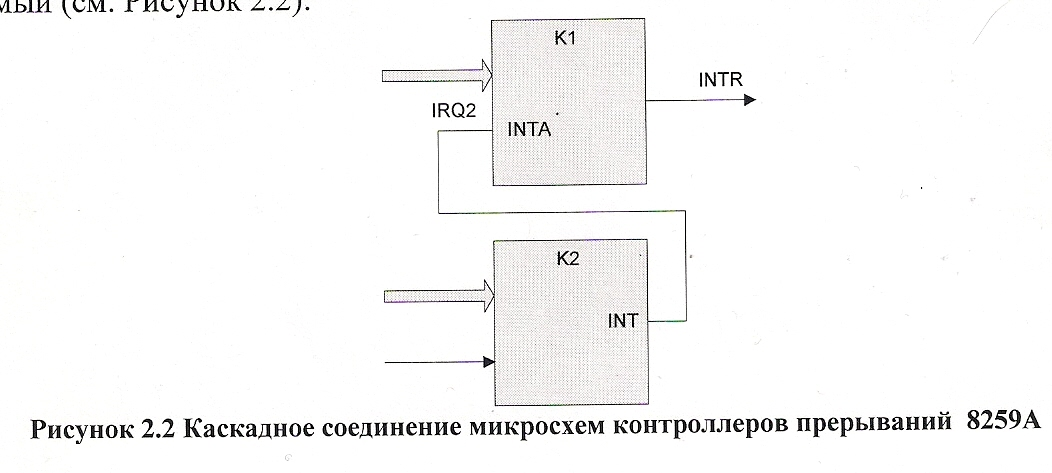 мый (см. Рисунок 2.2).
K1
INTR
IRQ2
INTA
K2
INT
Рисунок 2.2 Каскадное соединение микросхем контроллеров прерываний 8259A